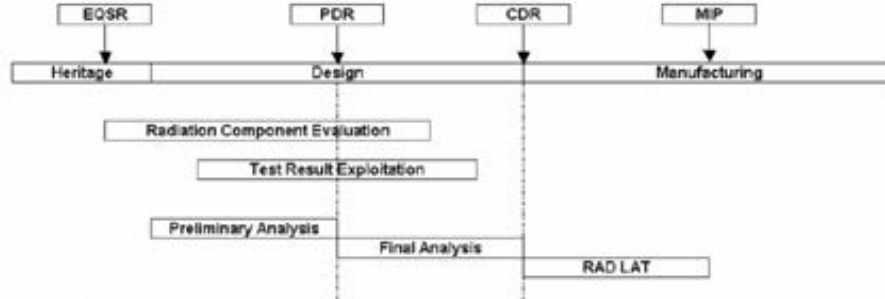 EQSR PDR CDR MIP
Heritage Design Manufacturing
Radiation Component Evaluation
Test Result Exploitation
Preliminary Analysis
Final Analysis
RAD LAT